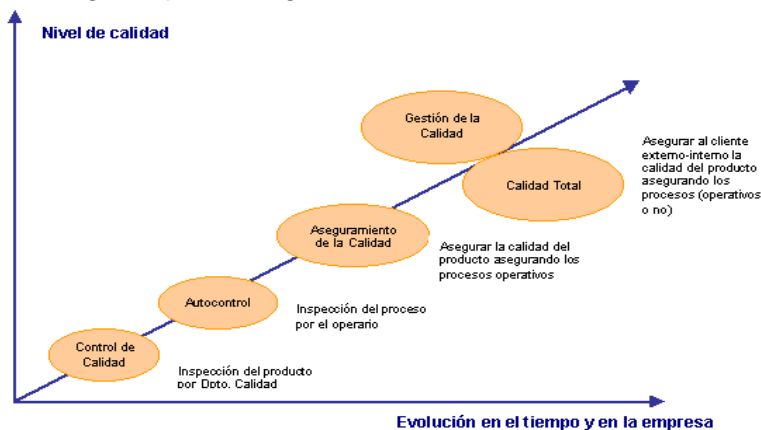 Nivel de calidad
Gestión de la
Calidad
Asegurar al cliente
externo-interno la
calidad del producto
asegurando los
procesos (operativos
o no)
Calidad Total
Aseguramiento
de la Calidad
Asegurar la calidad del
producto asegurando los
procesos operativos
Autocontrol
Inspección del proceso
por el operario
Control de
Calidad
Inspección del producto
por Dpto. Calidad
Evolución en el tiempo y en la empresa